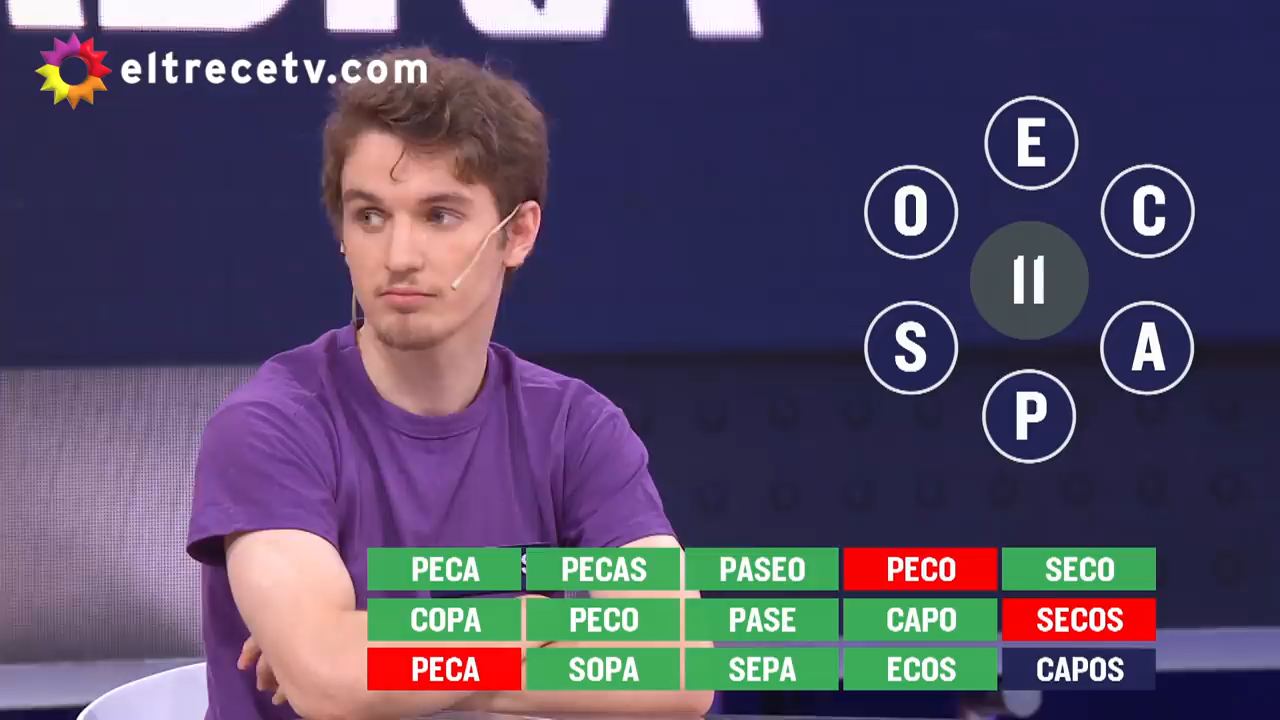 eltrecetv.com
E
O C
11
S A
P
PECA PECAS PASEO PECO SECO
COPA PECO PASE CAPO SECOS
PECA SOPA SEPA ECOS CAPOS